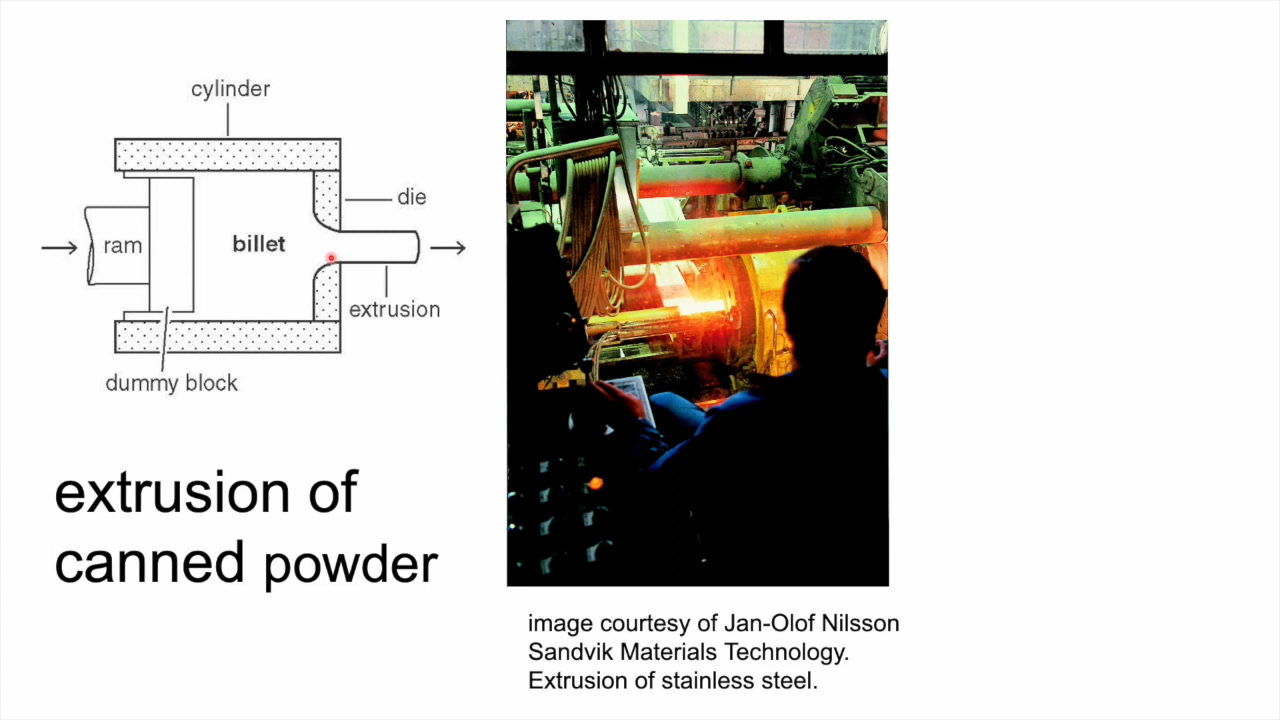 cylinder
die
ram
billet
extrusion
dummy block
extrusion of
canned powder
image courtesy of Jan-Olof Nilsson
Sandvik Materials Technology.
Extrusion of stainless steel.